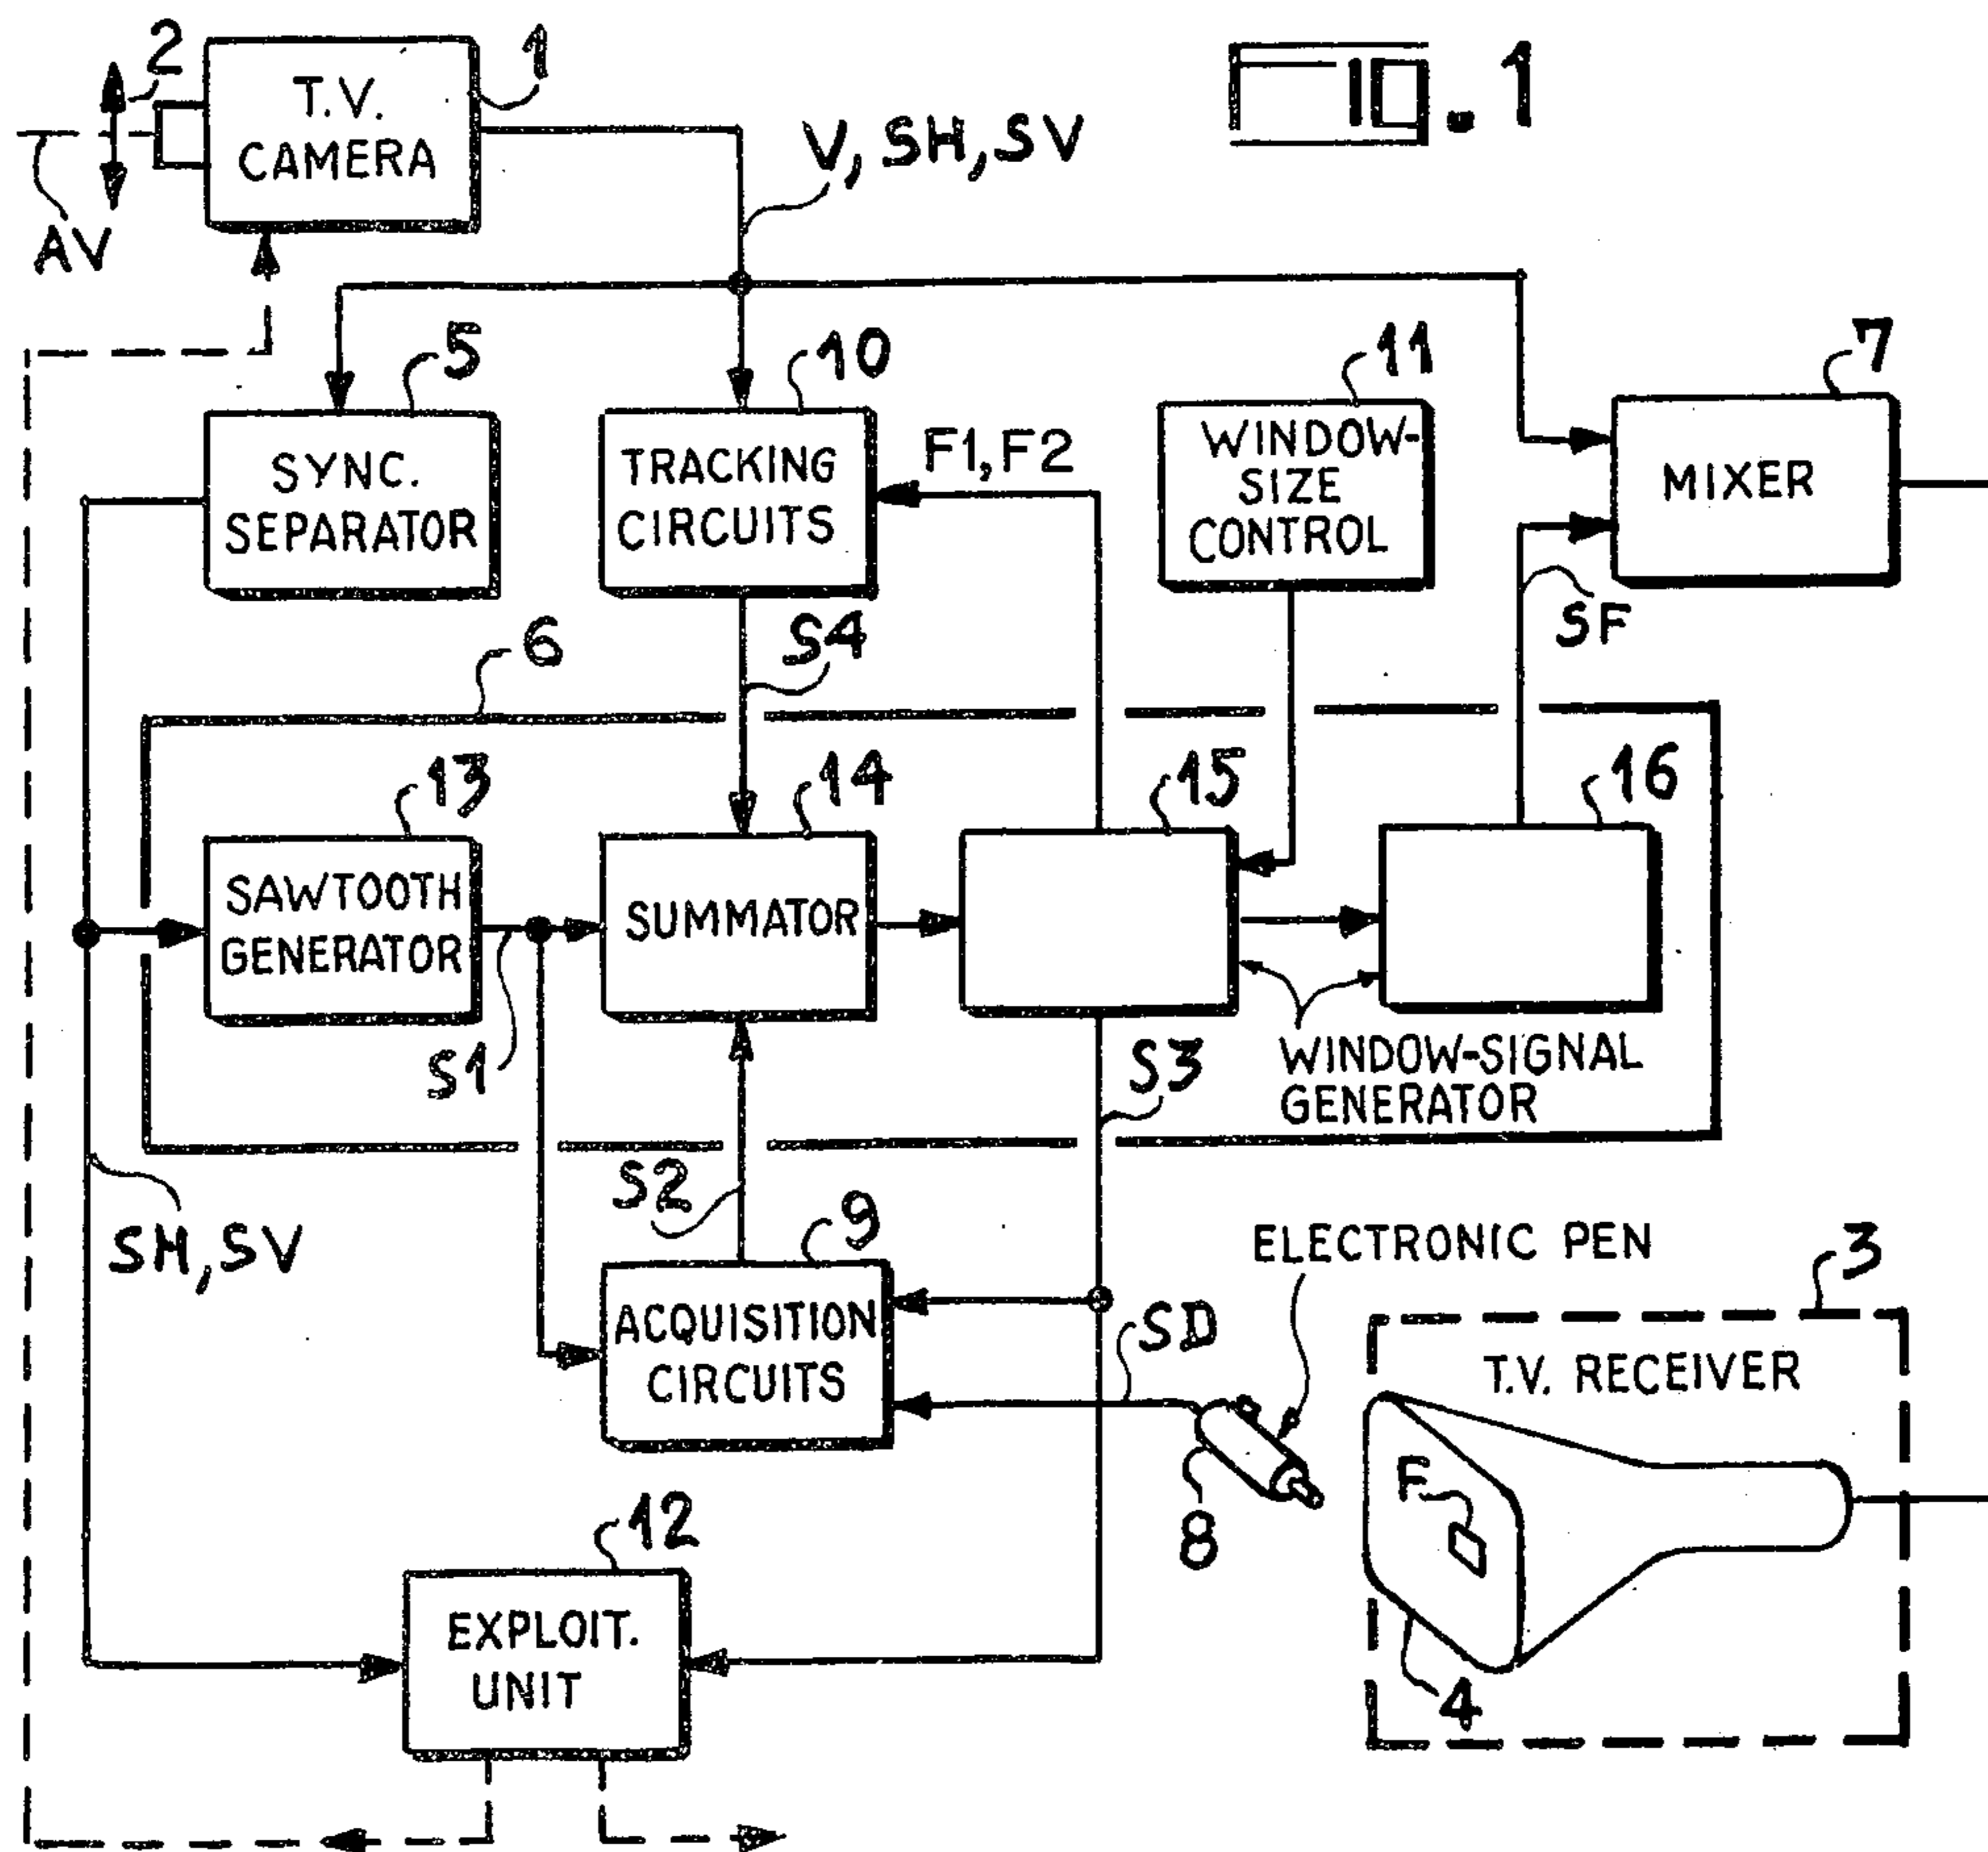 2
1
T.V.
CAMERA
AV
V, SH, SV
FIG. 1
5
SYNC.
SEPARATOR
10
TRACKING
CIRCUITS
F1, F2
11
WINDOW-
SIZE
CONTROL
7
MIXER
SF
S4
6
13
SAWTOOTH
GENERATOR
14
SUMMATOR
15
16
S1
S3
WINDOW-SIGNAL
GENERATOR
S2
SH, SV
9
ACQUISITION
CIRCUITS
SD
ELECTRONIC PEN
8
3
T.V. RECEIVER
F
4
12
EXPLOIT.
UNIT